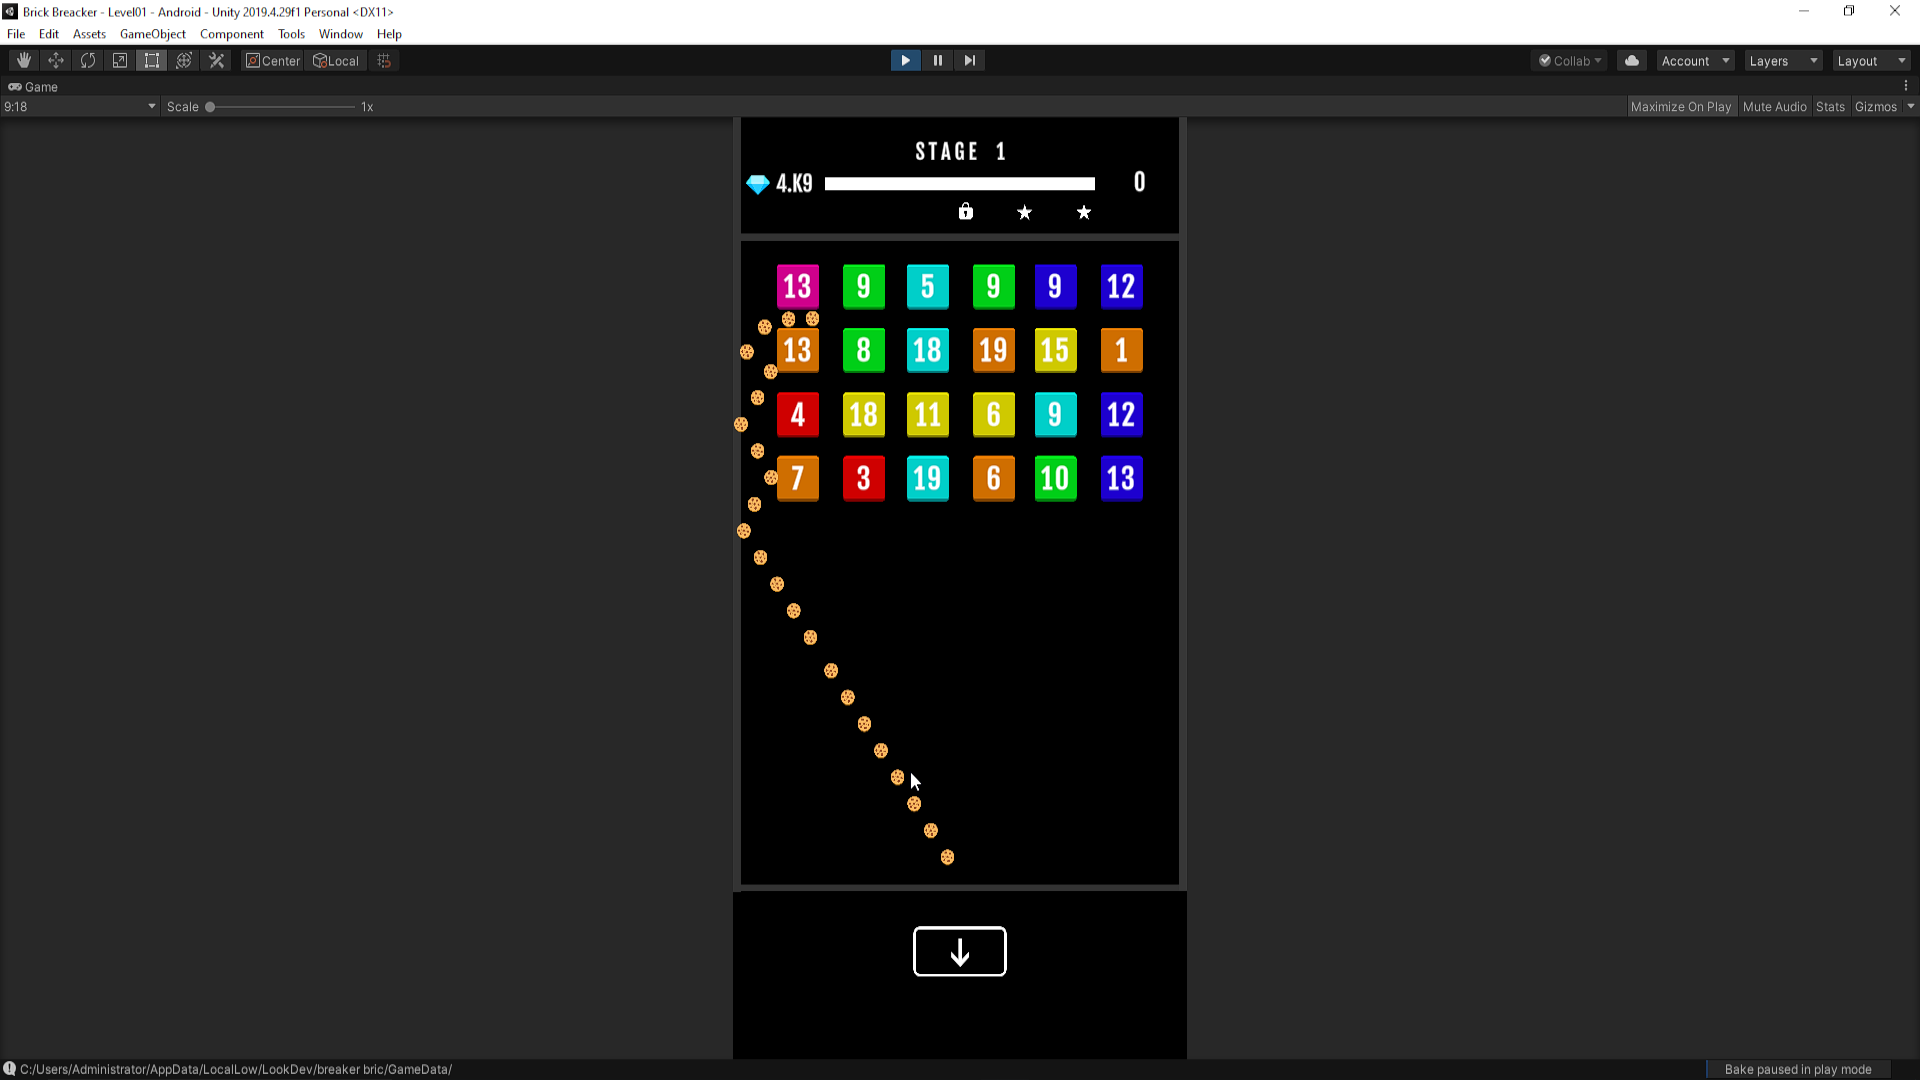 Brick Breacker - Level01 - Android - Unity 2019.4.29f1 Personal <DX11>
File Edit Assets GameObject Component Tools Window Help
Center Local Collab Account Layers Layout
Game
9:18 Scale 1x Maximize On Play Mute Audio Stats Gizmos
STAGE 1
4.K9 0
13 9 5 9 9 12
13 8 18 19 15 1
4 18 11 6 9 12
7 3 19 6 10 13
C:/Users/Administrator/AppData/LocalLow/LookDev/breaker bric/GameData/ Bake paused in play mode